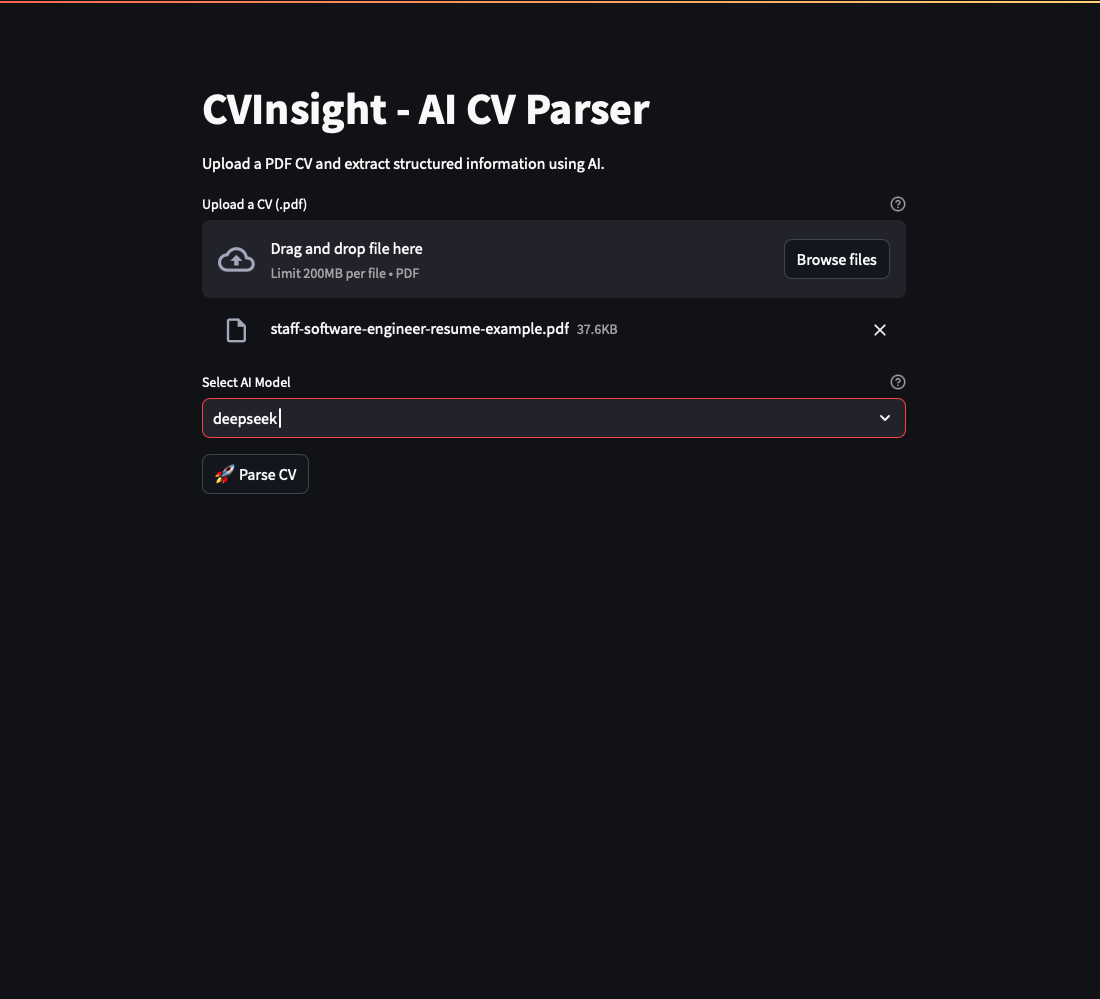 CVInsight - AI CV Parser
Upload a PDF CV and extract structured information using AI.
Upload a CV (.pdf)
Drag and drop file here
Limit 200MB per file • PDF
Browse files
staff-software-engineer-resume-example.pdf 37.6KB
Select AI Model
deepseek
🚀 Parse CV